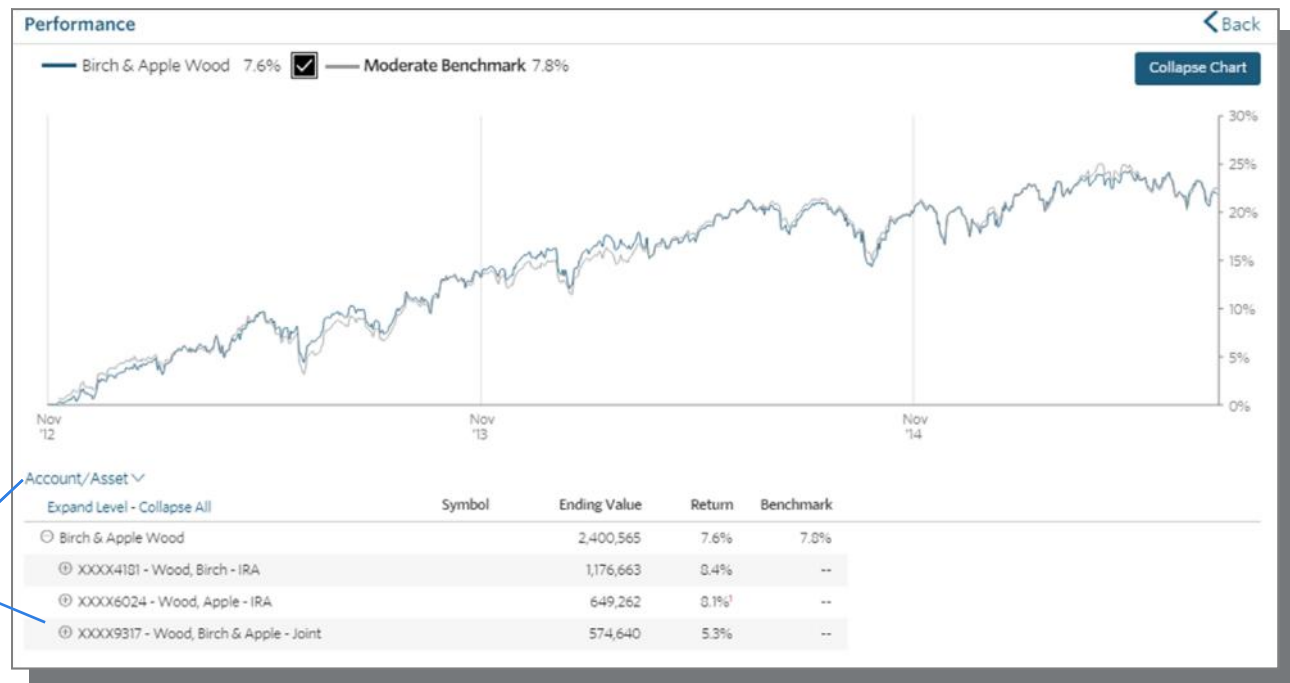 Performance
Back
Birch & Apple Wood 7.6% Moderate Benchmark 7.8%
Collapse Chart
30%
25%
20%
15%
10%
5%
0%
Nov '12
Nov '13
Nov '14
Account/Asset
Expand Level - Collapse All Symbol Ending Value Return Benchmark
Birch & Apple Wood 2,400,565 7.6% 7.8%
XXXX4181 - Wood, Birch - IRA 1,176,663 8.4% --
XXXX6024 - Wood, Apple - IRA 649,262 8.1%¹ --
XXXX9317 - Wood, Birch & Apple - Joint 574,640 5.3% --